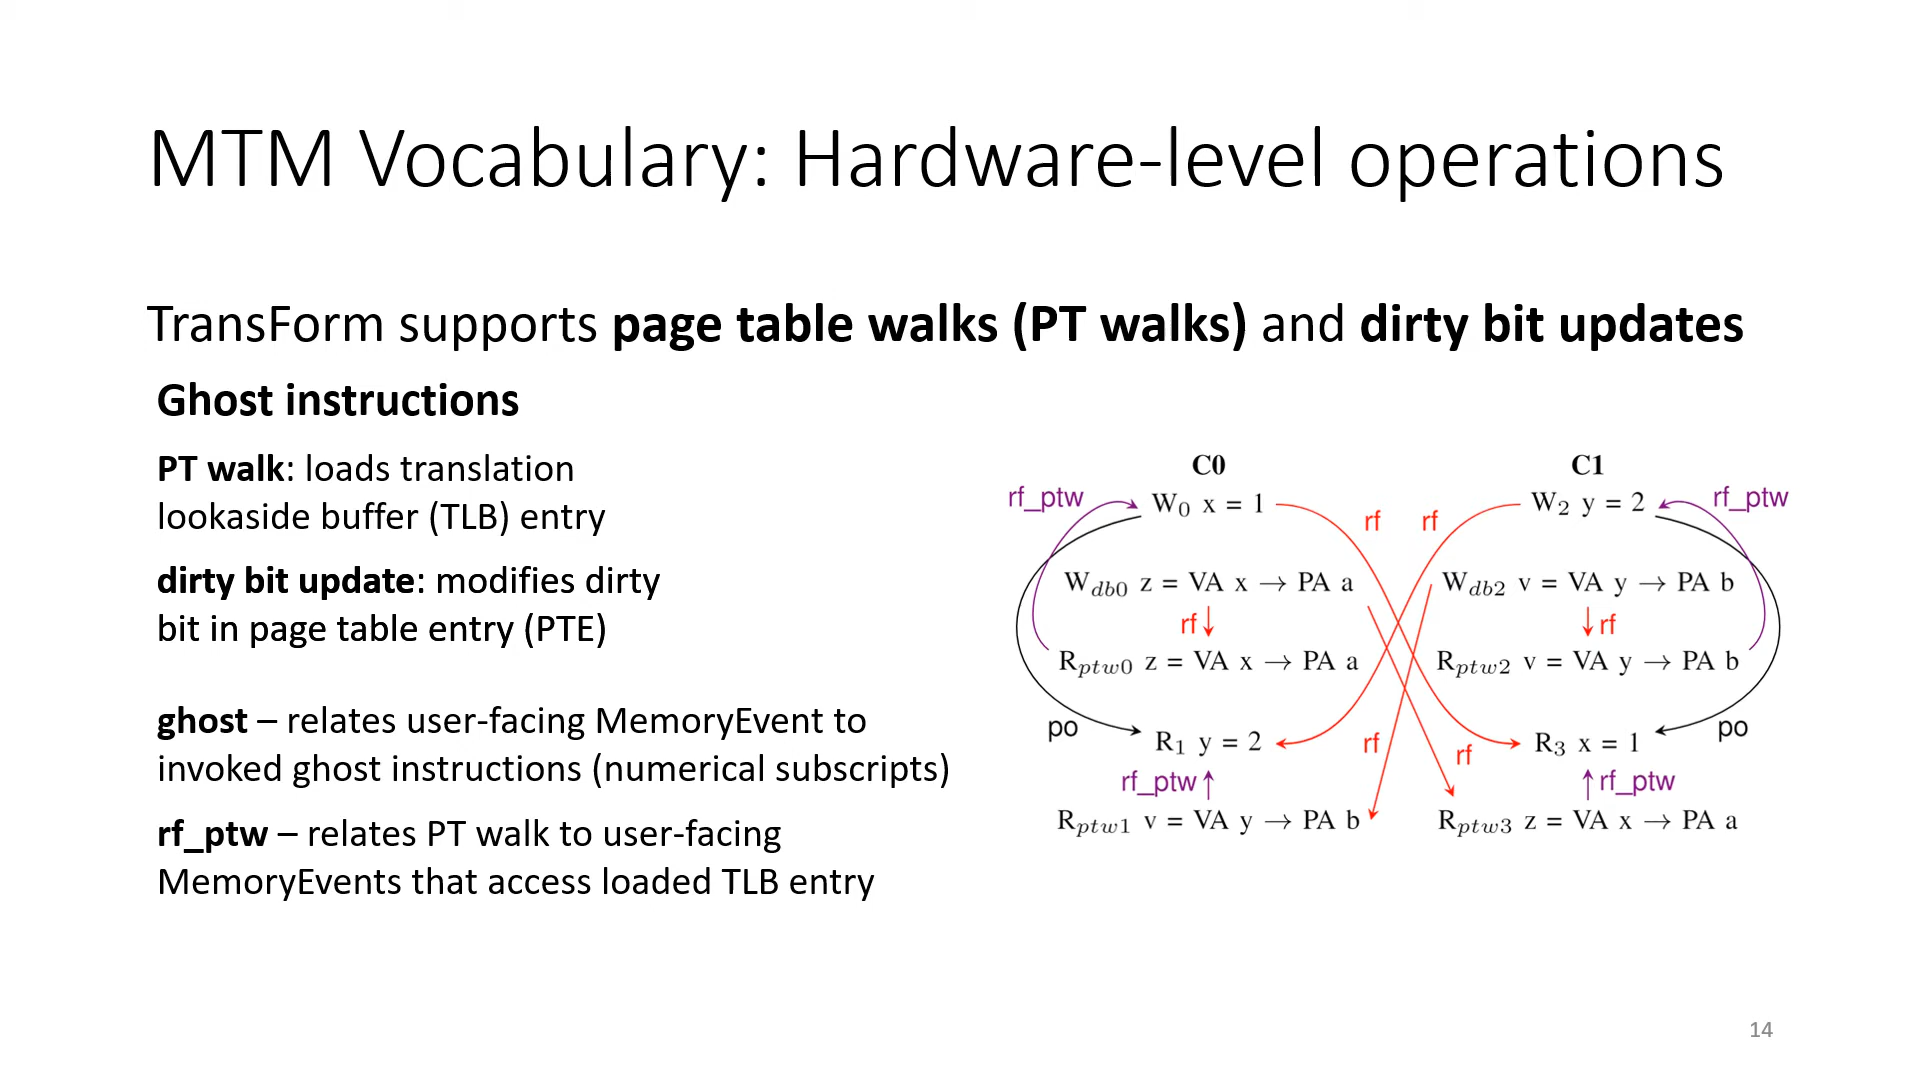 MTM Vocabulary: Hardware-level operations
TransForm supports page table walks (PT walks) and dirty bit updates
Ghost instructions
PT walk: loads translation
lookaside buffer (TLB) entry
dirty bit update: modifies dirty
bit in page table entry (PTE)
ghost – relates user-facing MemoryEvent to
invoked ghost instructions (numerical subscripts)
rf_ptw – relates PT walk to user-facing
MemoryEvents that access loaded TLB entry
C0
C1
rf_ptw
W0 x = 1
rf
rf
W2 y = 2
rf_ptw
Wdb0 z = VA x → PA a
Wdb2 v = VA y → PA b
rf
rf
Rptw0 z = VA x → PA a
Rptw2 v = VA y → PA b
po
R1 y = 2
rf
rf
R3 x = 1
po
rf_ptw
rf_ptw
Rptw1 v = VA y → PA b
Rptw3 z = VA x → PA a
14